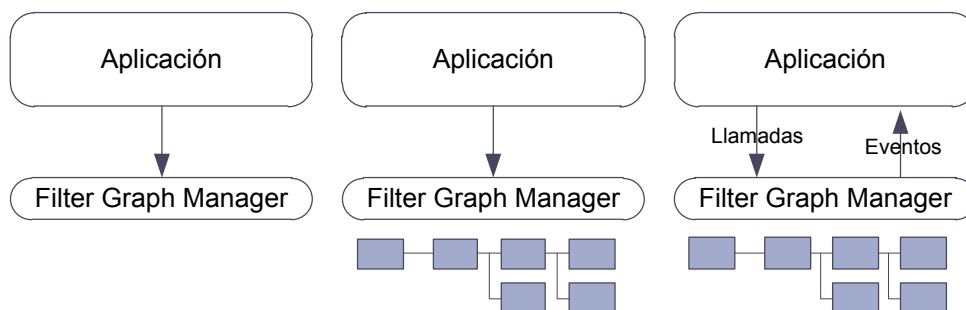 Aplicación
Aplicación
Aplicación
Llamadas
Eventos
Filter Graph Manager
Filter Graph Manager
Filter Graph Manager